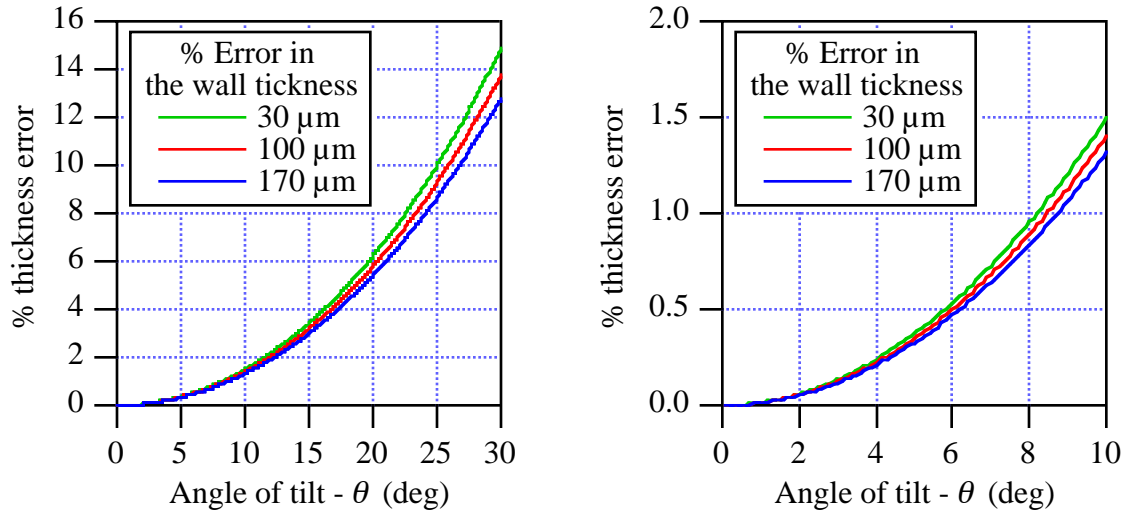 16
14
12
10
8
6
4
2
0
% thickness error
% Error in
the wall tickness
30 µm
100 µm
170 µm
0 5 10 15 20 25 30
Angle of tilt - θ (deg)
2.0
1.5
1.0
0.5
0.0
% thickness error
% Error in
the wall tickness
30 µm
100 µm
170 µm
0 2 4 6 8 10
Angle of tilt - θ (deg)